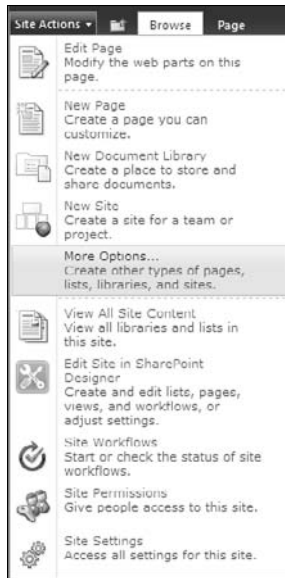 Site Actions Browse Page
Edit Page
Modify the web parts on this
page.
New Page
Create a page you can
customize.
New Document Library
Create a place to store and
share documents.
New Site
Create a site for a team or
project.
More Options...
Create other types of pages,
lists, libraries, and sites.
View All Site Content
View all libraries and lists in
this site.
Edit Site in SharePoint
Designer
Create and edit lists, pages,
views, and workflows, or
adjust settings.
Site Workflows
Start or check the status of site
workflows.
Site Permissions
Give people access to this site.
Site Settings
Access all settings for this site.